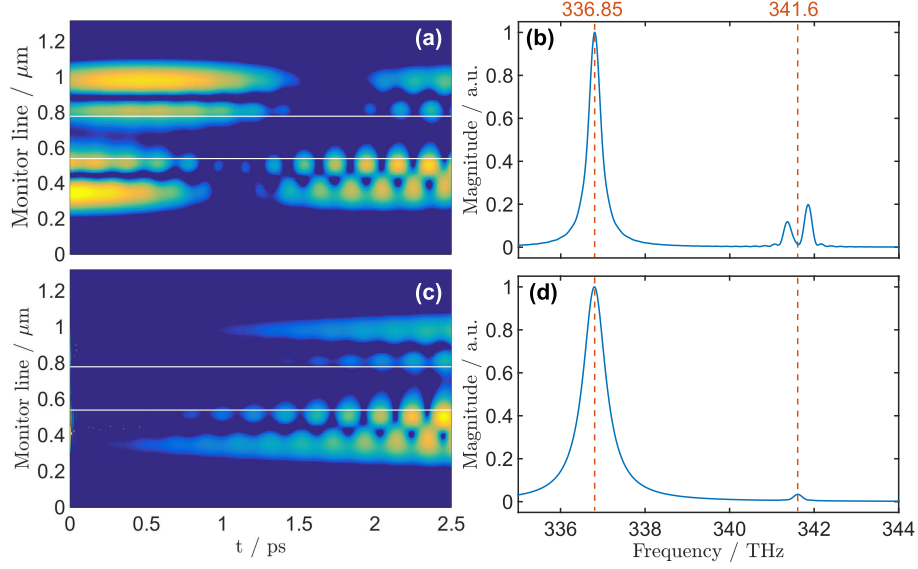 336.85 341.6
(a)
Monitor line / μm
1.2
1
0.8
0.6
0.4
0.2
0
(b)
Magnitude / a.u.
1
0.8
0.6
0.4
0.2
0
(c)
Monitor line / μm
1.2
1
0.8
0.6
0.4
0.2
0
0 0.5 1 1.5 2 2.5
t / ps
(d)
Magnitude / a.u.
1
0.8
0.6
0.4
0.2
0
336 338 340 342 344
Frequency / THz